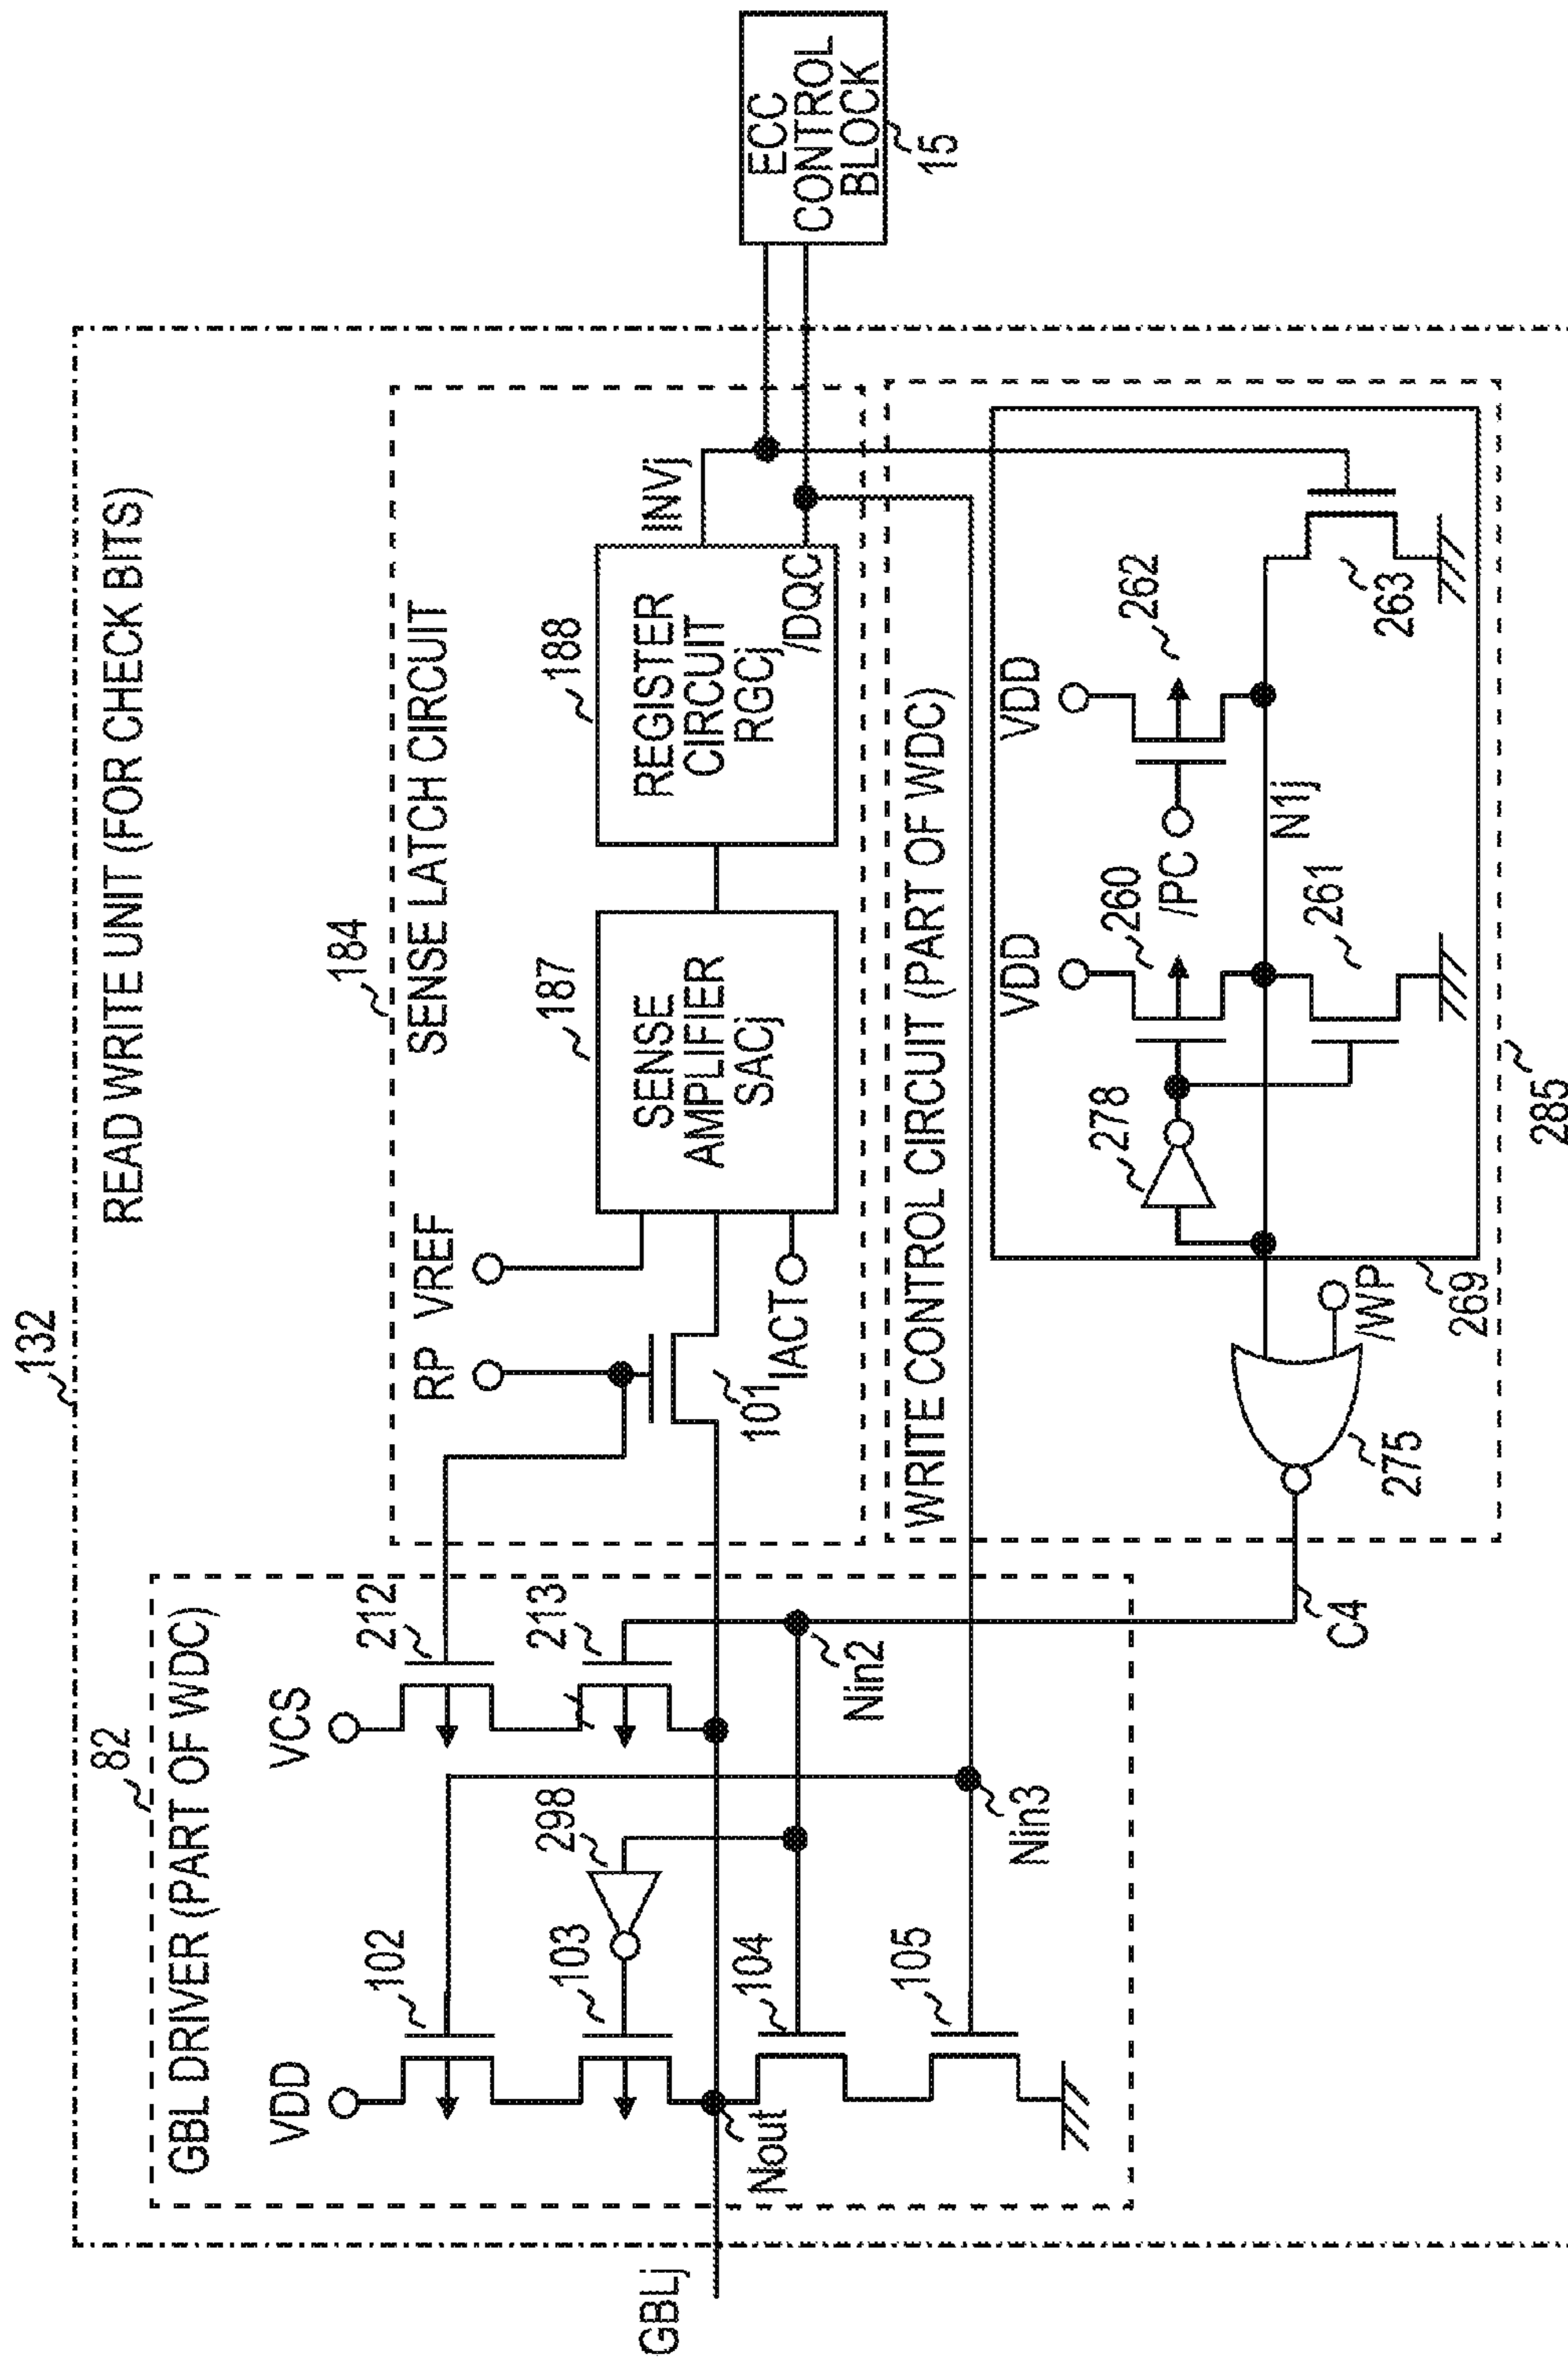 132
READ WRITE UNIT (FOR CHECK BITS)
82
GBL DRIVER (PART OF WDC)
184
SENSE LATCH CIRCUIT
VDD
102
VCS
212
RP
VREF
103
298
213
187
SENSE
AMPLIFIER
SACj
188
REGISTER
CIRCUIT
RGCj
INVj
/DQC
ECC
CONTROL
BLOCK
15
GBLj
Nout
101
IACT
104
Nin2
105
Nin3
WRITE CONTROL CIRCUIT (PART OF WDC)
VDD
VDD
278
260
/PC
262
N1j
261
263
C4
275
/WP
269
285